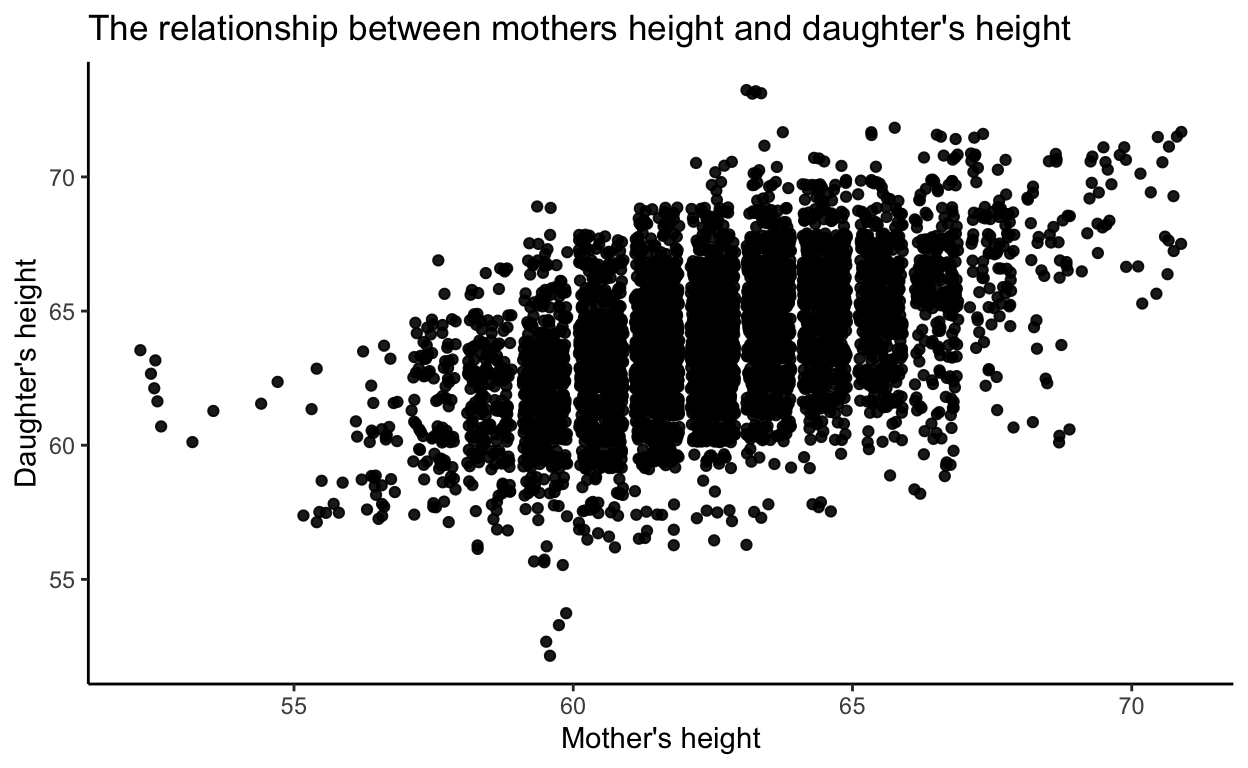 The relationship between mothers height and daughter's height
70
65
60
55
Daughter's height
55 60 65 70
Mother's height